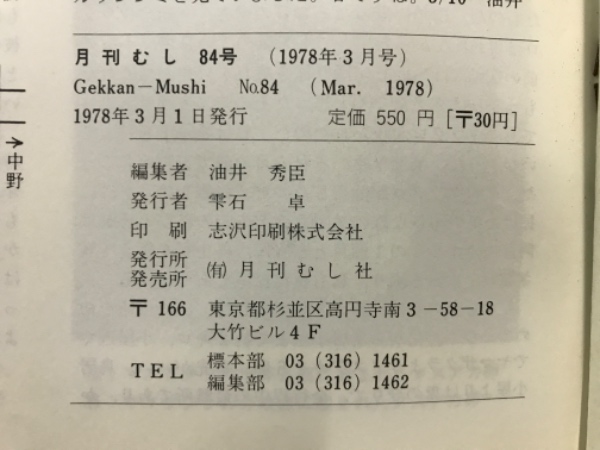 3/10 油井
月刊むし 84号 (1978年3月号)
Gekkan−Mushi No.84 (Mar. 1978)
1978年3月1日発行 定価 550 円 [〒30円]
→中野
編集者 油井 秀臣
発行者 雫石 卓
印 刷 志沢印刷株式会社
発行所
発売所 ㈲ 月刊むし社
〒166 東京都杉並区高円寺南3−58−18
大竹ビル4F
TEL 標本部 03 (316) 1461
編集部 03 (316) 1462